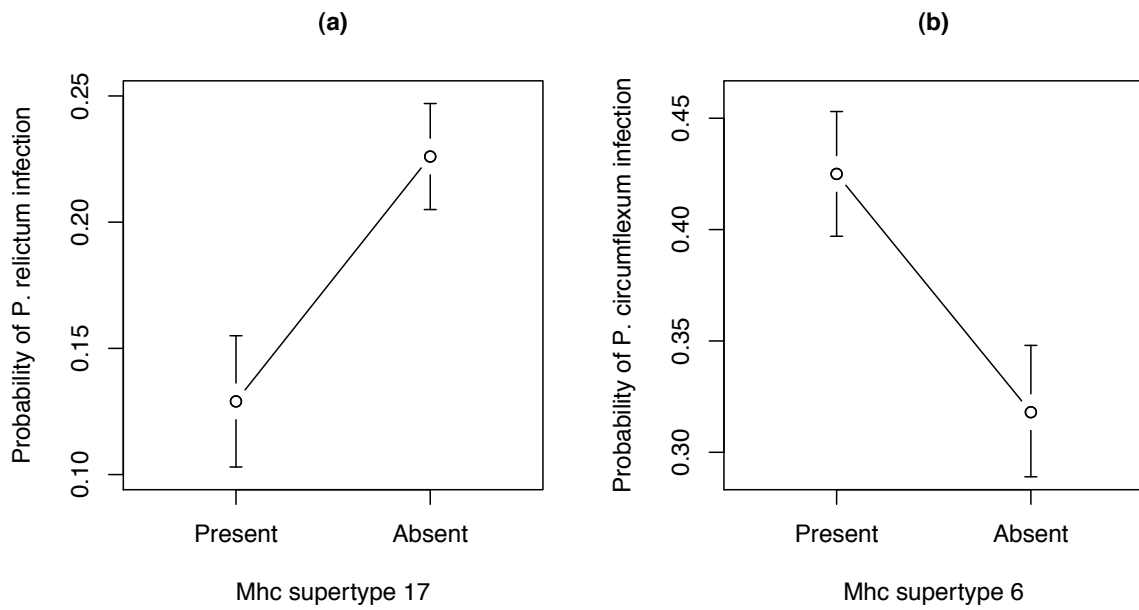 (a)
Probability of P. relictum infection
0.25
0.20
0.15
0.10
Present Absent
Mhc supertype 17
(b)
Probability of P. circumflexum infection
0.45
0.40
0.35
0.30
Present Absent
Mhc supertype 6